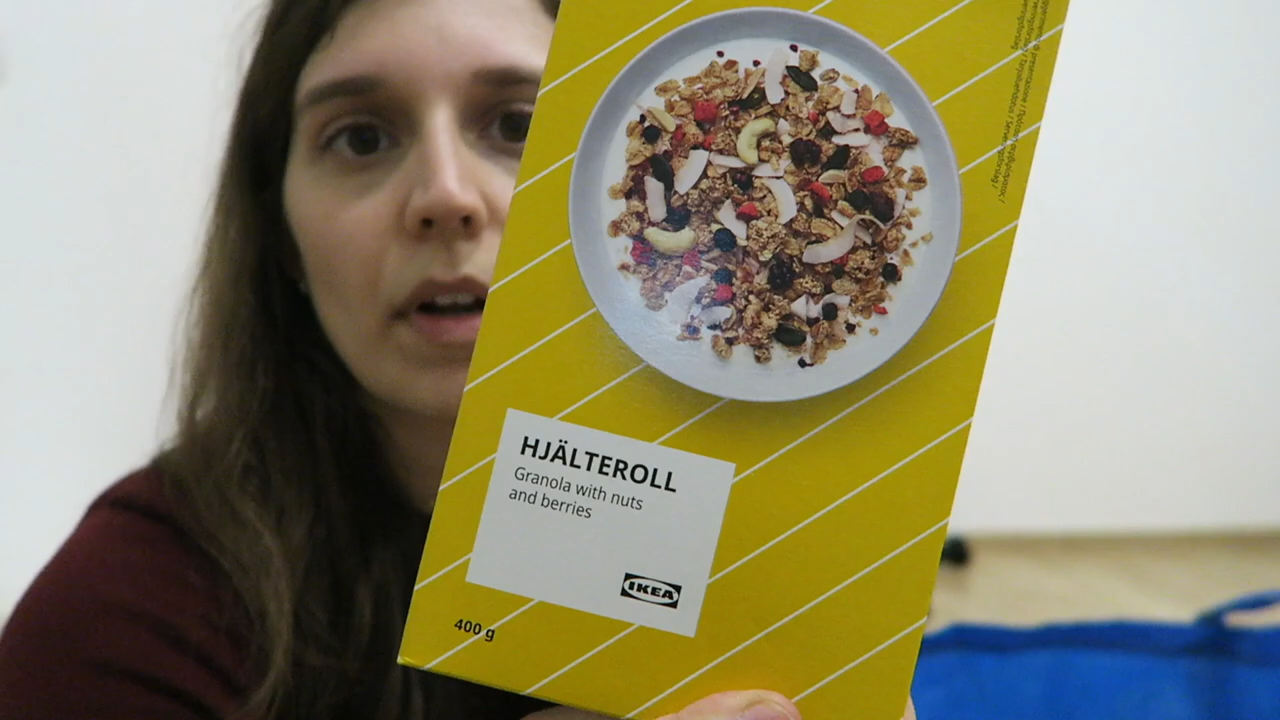 HJÄLTEROLL
Granola with nuts
and berries
IKEA
400 g